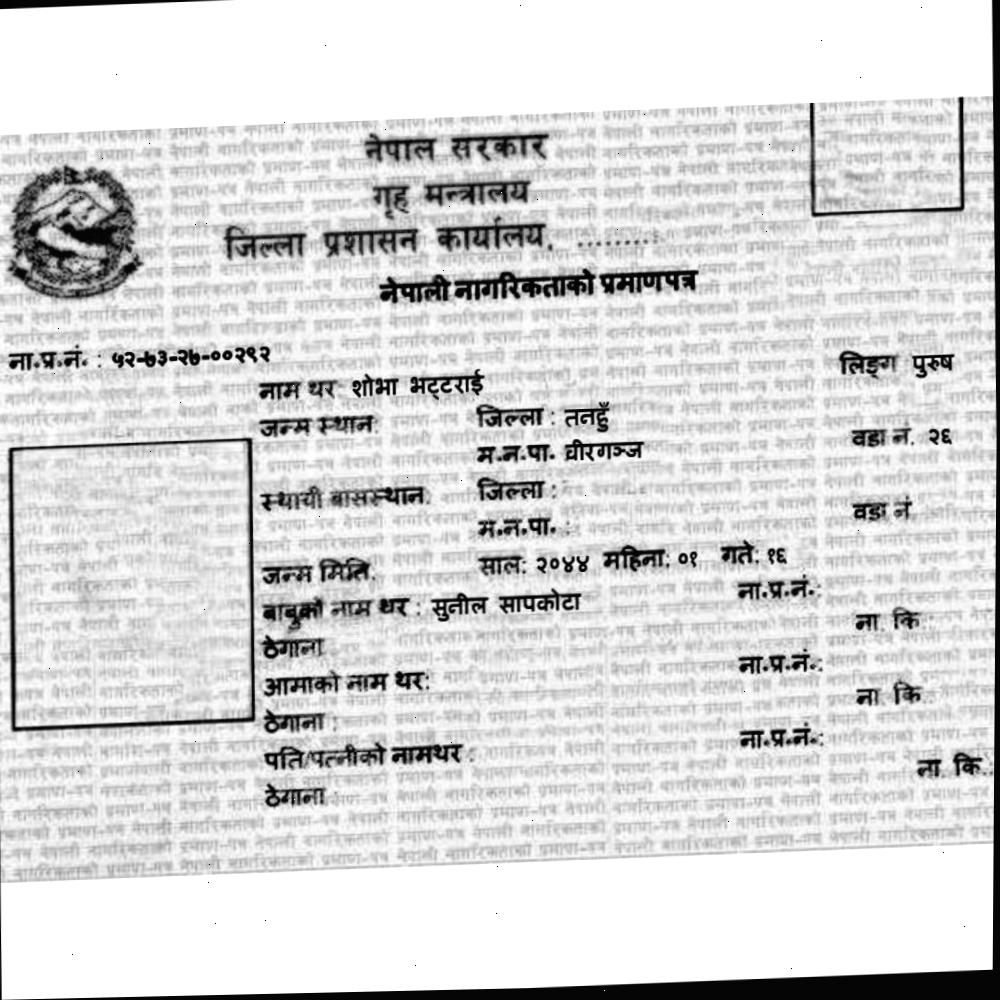 नेपाल सरकार
गृह मन्त्रालय
जिल्ला प्रशासन कार्यालय, .........
नेपाली नागरिकताको प्रमाणपत्र
ना.प्र.नं. : ५२-७३-२७-००२९२
लिङ्ग पुरुष
नाम थर शोभा भट्टराई
जन्म स्थान: जिल्ला : तनहुँ
म.न.पा. वीरगञ्ज वडा नं. २६
स्थायी बासस्थान: जिल्ला :
म.न.पा. : वडा नं.
जन्म मिति: साल: २०४४ महिना: ०१ गते: १६
बाबुको नाम थर : सुनील सापकोटा ना.प्र.नं.:
ठेगाना : ना. कि. :
आमाको नाम थर: ना.प्र.नं.:
ठेगाना : ना. कि. :
पति/पत्नीको नामथर : ना.प्र.नं.:
ठेगाना : ना. कि. :